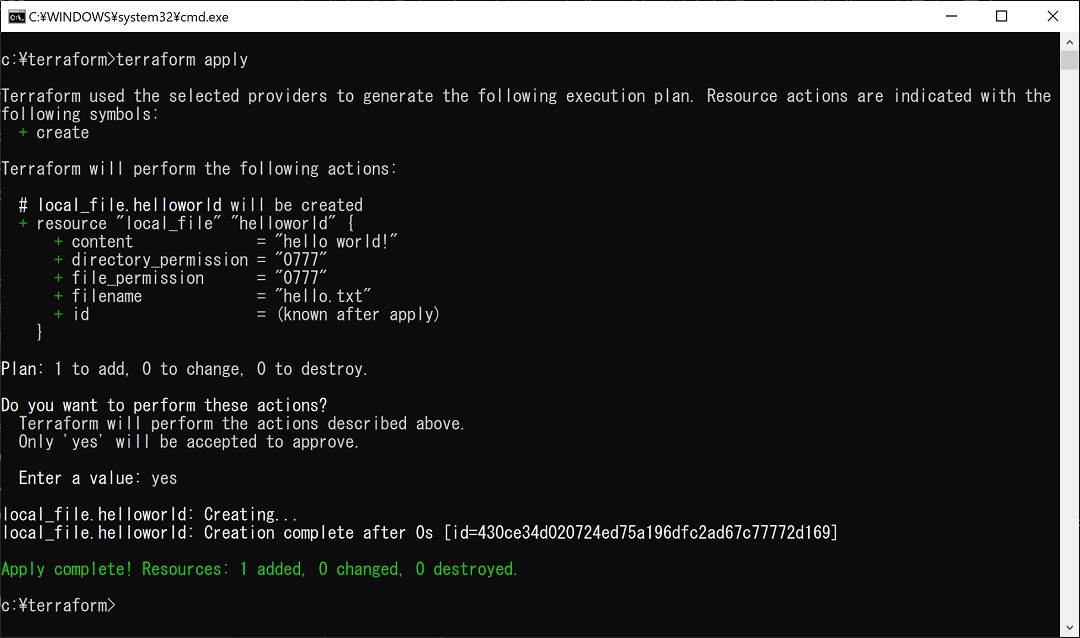 C:¥WINDOWS¥system32¥cmd.exe
c:¥terraform>terraform apply
Terraform used the selected providers to generate the following execution plan. Resource actions are indicated with the
following symbols:
+ create
Terraform will perform the following actions:
# local_file.helloworld will be created
+ resource "local_file" "helloworld" {
+ content              = "hello world!"
+ directory_permission = "0777"
+ file_permission      = "0777"
+ filename             = "hello.txt"
+ id                   = (known after apply)
}
Plan: 1 to add, 0 to change, 0 to destroy.
Do you want to perform these actions?
Terraform will perform the actions described above.
Only 'yes' will be accepted to approve.
Enter a value: yes
local_file.helloworld: Creating...
local_file.helloworld: Creation complete after 0s [id=430ce34d020724ed75a196dfc2ad67c77772d169]
Apply complete! Resources: 1 added, 0 changed, 0 destroyed.
c:¥terraform>